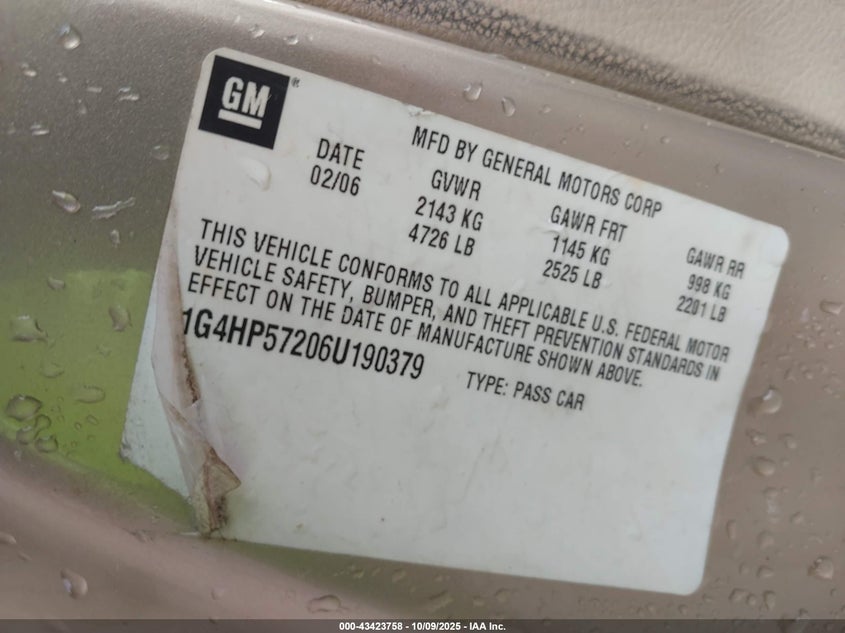 GM®
MFD BY GENERAL MOTORS CORP
DATE GVWR GAWR FRT GAWR RR
02/06 2143 KG 1145 KG 998 KG
4726 LB 2525 LB 2201 LB
THIS VEHICLE CONFORMS TO ALL APPLICABLE U.S. FEDERAL MOTOR
VEHICLE SAFETY, BUMPER, AND THEFT PREVENTION STANDARDS IN
EFFECT ON THE DATE OF MANUFACTURE SHOWN ABOVE.
1G4HP57206U190379 TYPE: PASS CAR
000-43423758 - 10/09/2025 - IAA Inc.